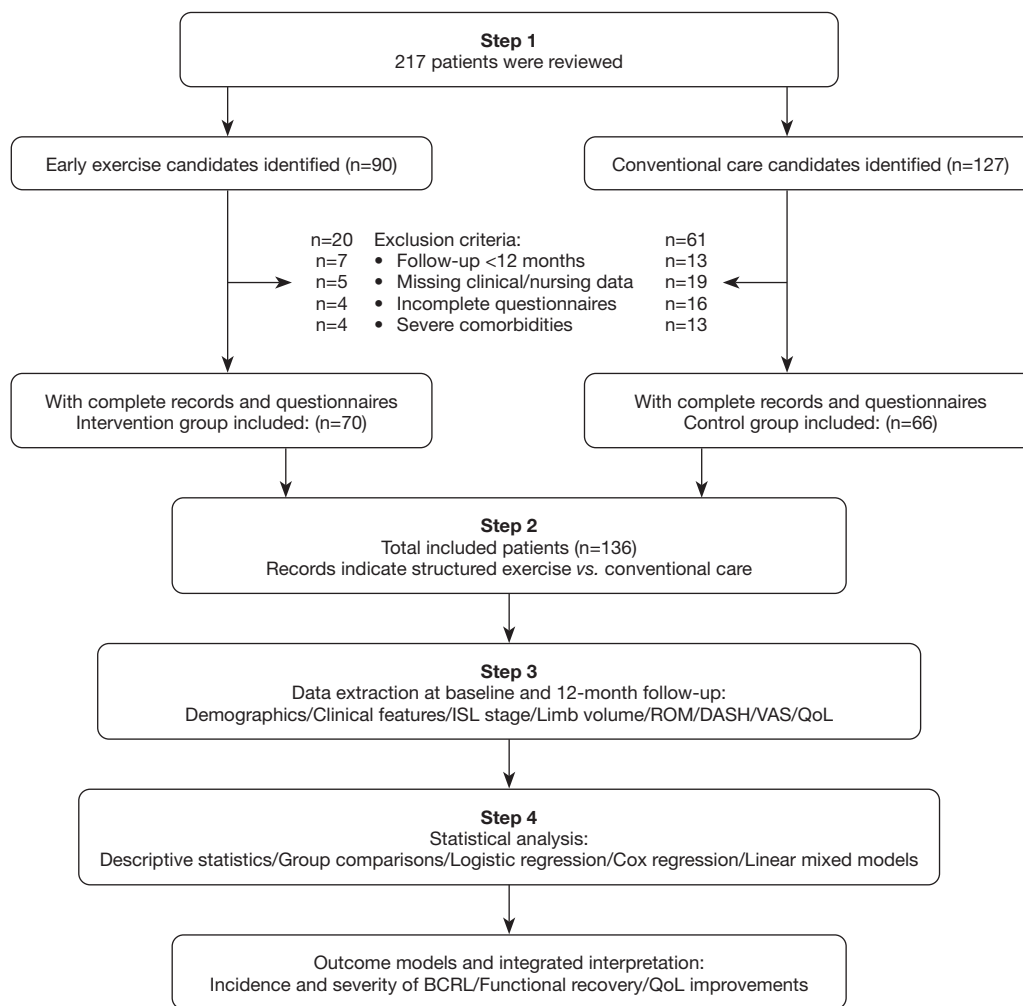 Step 1
217 patients were reviewed
Early exercise candidates identified (n=90)
Conventional care candidates identified (n=127)
n=20 Exclusion criteria: n=61
n=7 • Follow-up <12 months n=13
n=5 • Missing clinical/nursing data n=19
n=4 • Incomplete questionnaires n=16
n=4 • Severe comorbidities n=13
With complete records and questionnaires
Intervention group included: (n=70)
With complete records and questionnaires
Control group included: (n=66)
Step 2
Total included patients (n=136)
Records indicate structured exercise vs. conventional care
Step 3
Data extraction at baseline and 12-month follow-up:
Demographics/Clinical features/ISL stage/Limb volume/ROM/DASH/VAS/QoL
Step 4
Statistical analysis:
Descriptive statistics/Group comparisons/Logistic regression/Cox regression/Linear mixed models
Outcome models and integrated interpretation:
Incidence and severity of BCRL/Functional recovery/QoL improvements